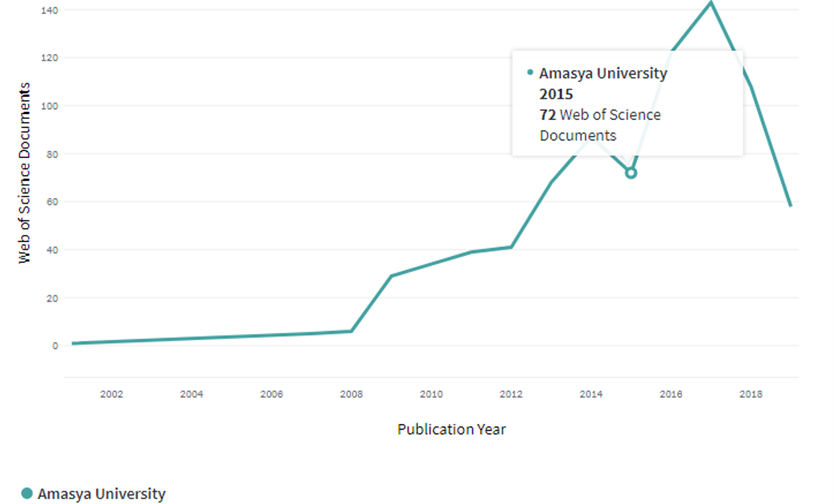 140
120
100
80
60
40
20
0
Web of Science Documents
Amasya University
2015
72 Web of Science
Documents
2002 2004 2006 2008 2010 2012 2014 2016 2018
Publication Year
Amasya University